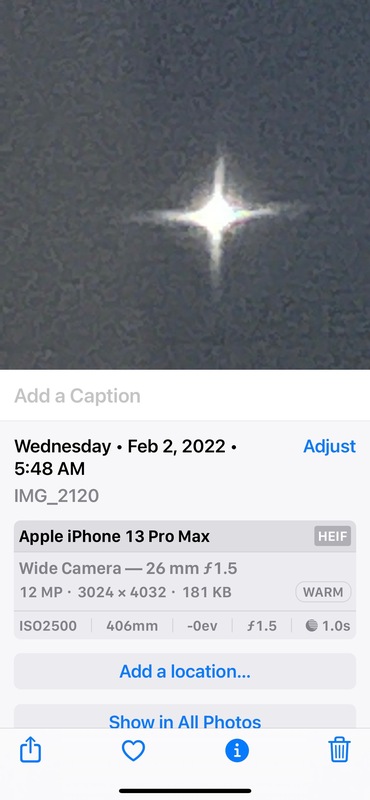 Add a Caption
Wednesday • Feb 2, 2022 •
5:48 AM
Adjust
IMG_2120
Apple iPhone 13 Pro Max
HEIF
Wide Camera — 26 mm ƒ1.5
12 MP • 3024 × 4032 • 181 KB
WARM
ISO2500
406mm
-0ev
ƒ1.5
1.0s
Add a location...
Show in All Photos